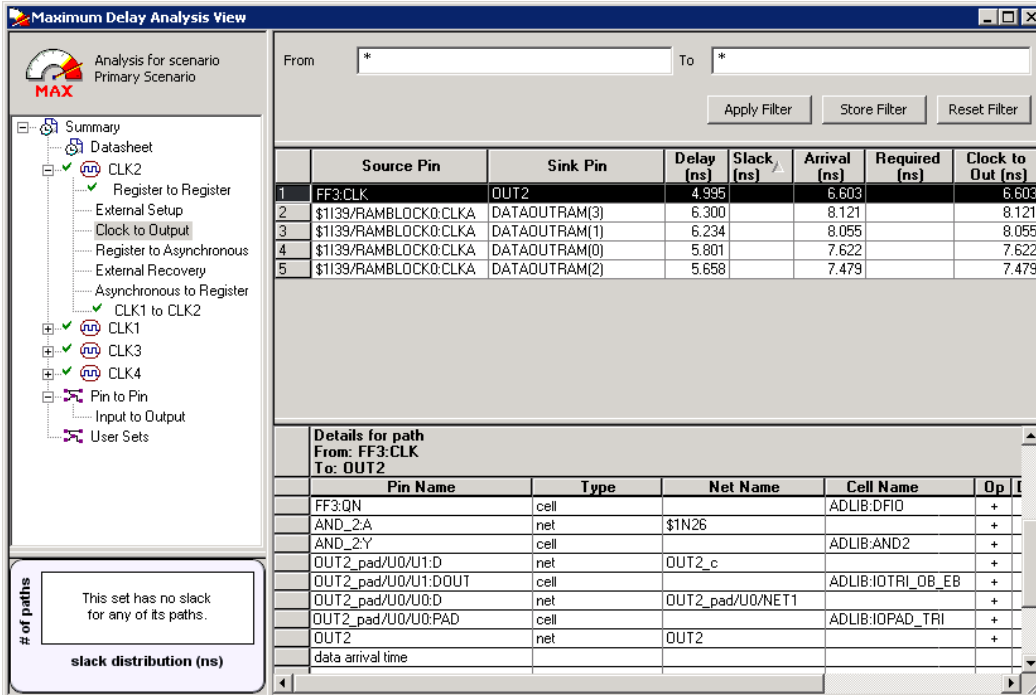 Maximum Delay Analysis View
Analysis for scenario
Primary Scenario
MAX
Summary
Datasheet
CLK2
Register to Register
External Setup
Clock to Output
Register to Asynchronous
External Recovery
Asynchronous to Register
CLK1 to CLK2
CLK1
CLK3
CLK4
Pin to Pin
Input to Output
User Sets
# of paths
This set has no slack
for any of its paths.
slack distribution (ns)
From * To *
Apply Filter Store Filter Reset Filter
Source Pin Sink Pin Delay (ns) Slack (ns) Arrival (ns) Required (ns) Clock to Out (ns)
1 FF3:CLK OUT2 4.995 6.603 6.603
2 $1I39/RAMBLOCK0:CLKA DATAOUTRAM(3) 6.300 8.121 8.121
3 $1I39/RAMBLOCK0:CLKA DATAOUTRAM(1) 6.234 8.055 8.055
4 $1I39/RAMBLOCK0:CLKA DATAOUTRAM(0) 5.801 7.622 7.622
5 $1I39/RAMBLOCK0:CLKA DATAOUTRAM(2) 5.658 7.479 7.479
Details for path
From: FF3:CLK
To: OUT2
Pin Name Type Net Name Cell Name Op
FF3:QN cell ADLIB:DFI0 +
AND_2:A net $1N26 +
AND_2:Y cell ADLIB:AND2 +
OUT2_pad/U0/U1:D net OUT2_c +
OUT2_pad/U0/U1:DOUT cell ADLIB:IOTRI_OB_EB +
OUT2_pad/U0/U0:D net OUT2_pad/U0/NET1 +
OUT2_pad/U0/U0:PAD cell ADLIB:IOPAD_TRI +
OUT2 net OUT2 +
data arrival time